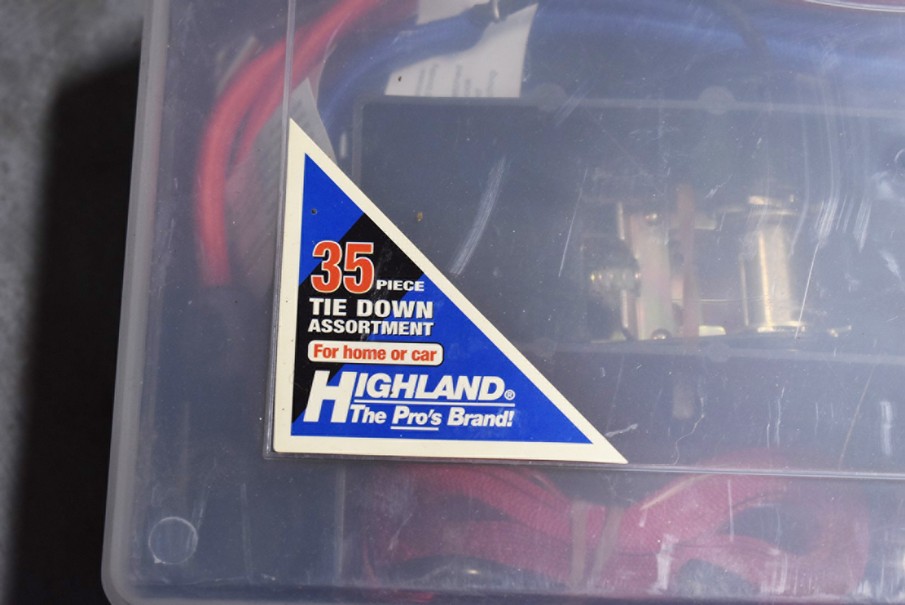 35 PIECE
TIE DOWN
ASSORTMENT
For home or car
HIGHLAND®
The Pro's Brand!